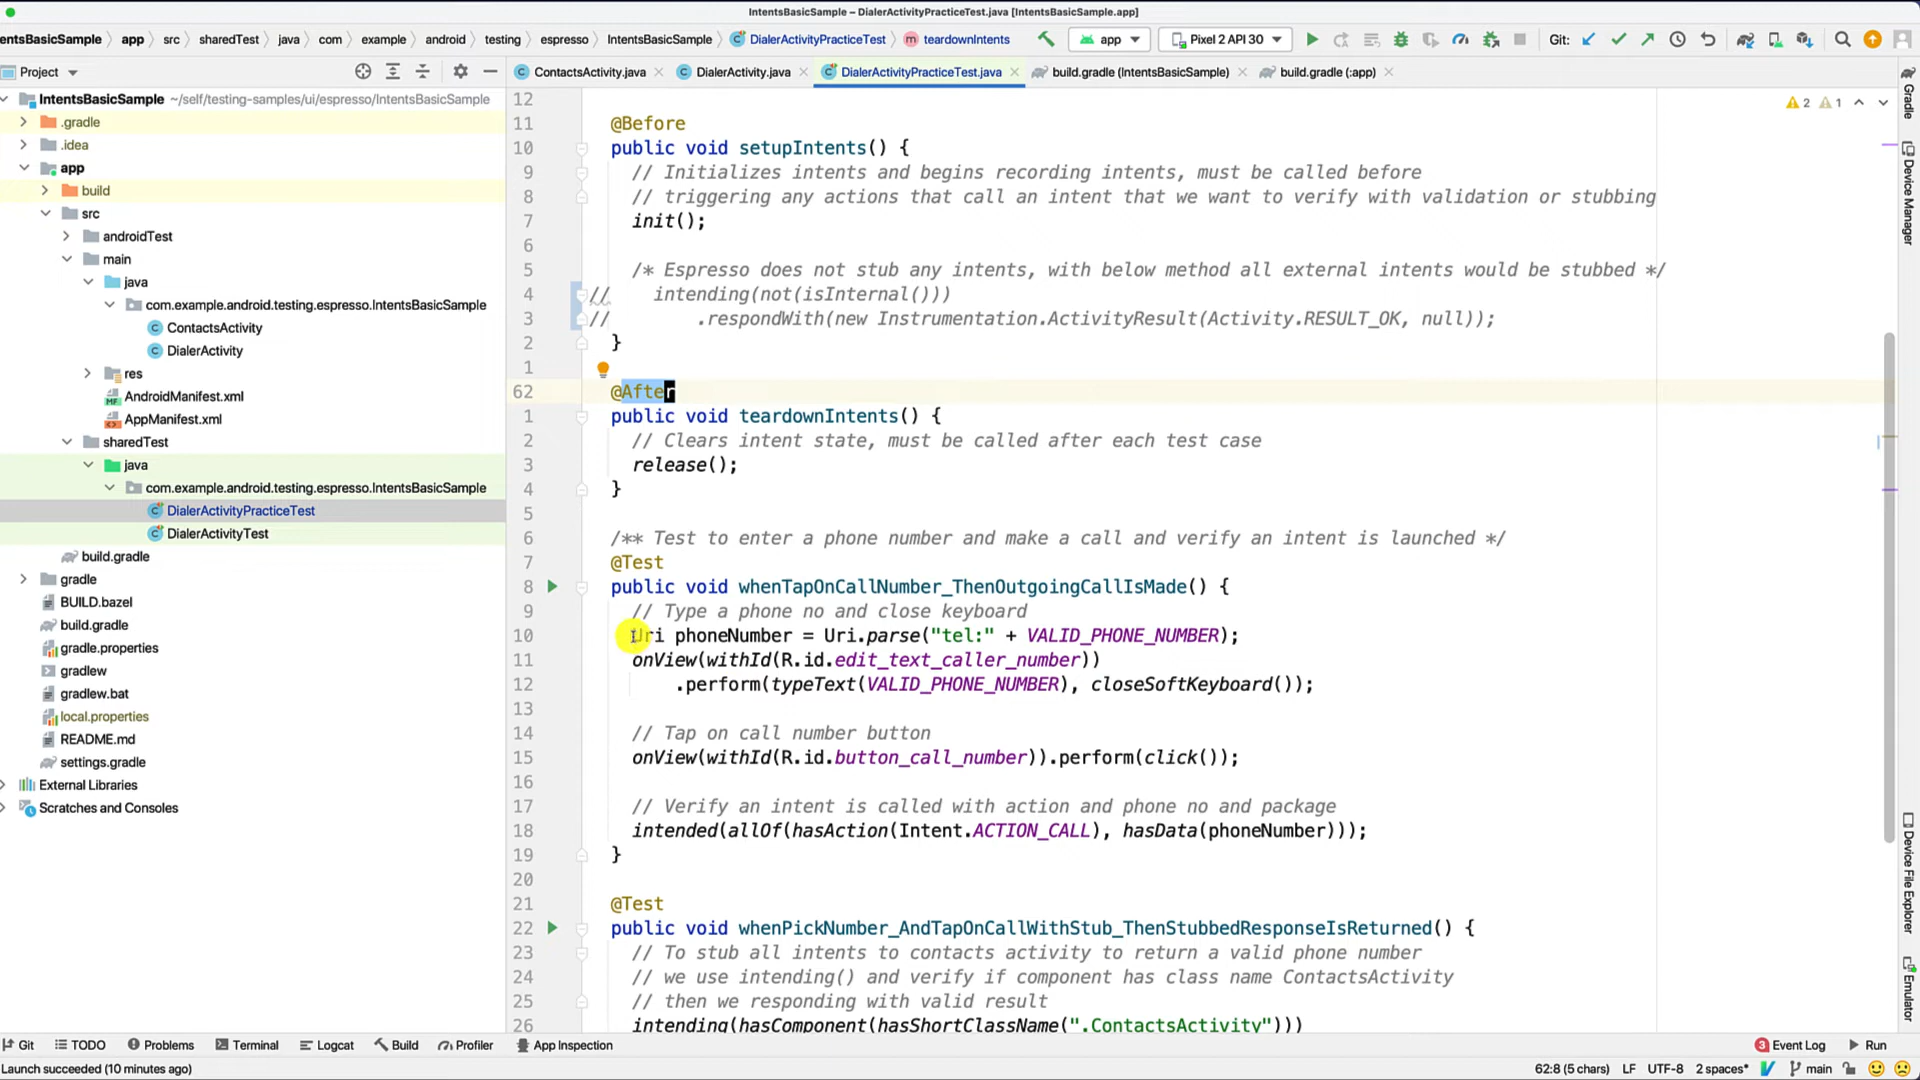 IntentsBasicSample – DialerActivityPracticeTest.java [IntentsBasicSample.app]
entsBasicSample app src sharedTest java com example android testing espresso IntentsBasicSample DialerActivityPracticeTest teardownIntents app Pixel 2 API 30 Git:
Project ContactsActivity.java DialerActivity.java DialerActivityPracticeTest.java build.gradle (IntentsBasicSample) build.gradle (:app)
IntentsBasicSample ~/self/testing-samples/ui/espresso/IntentsBasicSample
.gradle
.idea
app
build
src
androidTest
main
java
com.example.android.testing.espresso.IntentsBasicSample
ContactsActivity
DialerActivity
res
AndroidManifest.xml
AppManifest.xml
sharedTest
java
com.example.android.testing.espresso.IntentsBasicSample
DialerActivityPracticeTest
DialerActivityTest
build.gradle
gradle
BUILD.bazel
build.gradle
gradle.properties
gradlew
gradlew.bat
local.properties
README.md
settings.gradle
External Libraries
Scratches and Consoles
12
11 @Before
10 public void setupIntents() {
9 // Initializes intents and begins recording intents, must be called before
8 // triggering any actions that call an intent that we want to verify with validation or stubbing
7 init();
6
5 /* Espresso does not stub any intents, with below method all external intents would be stubbed */
4 // intending(not(isInternal()))
3 // .respondWith(new Instrumentation.ActivityResult(Activity.RESULT_OK, null));
2 }
1
62 @After
1 public void teardownIntents() {
2 // Clears intent state, must be called after each test case
3 release();
4 }
5
6 /** Test to enter a phone number and make a call and verify an intent is launched */
7 @Test
8 public void whenTapOnCallNumber_ThenOutgoingCallIsMade() {
9 // Type a phone no and close keyboard
10 Uri phoneNumber = Uri.parse("tel:" + VALID_PHONE_NUMBER);
11 onView(withId(R.id.edit_text_caller_number))
12 .perform(typeText(VALID_PHONE_NUMBER), closeSoftKeyboard());
13
14 // Tap on call number button
15 onView(withId(R.id.button_call_number)).perform(click());
16
17 // Verify an intent is called with action and phone no and package
18 intended(allOf(hasAction(Intent.ACTION_CALL), hasData(phoneNumber)));
19 }
20
21 @Test
22 public void whenPickNumber_AndTapOnCallWithStub_ThenStubbedResponseIsReturned() {
23 // To stub all intents to contacts activity to return a valid phone number
24 // we use intending() and verify if component has class name ContactsActivity
25 // then we responding with valid result
26 intending(hasComponent(hasShortClassName(".ContactsActivity")))
2 1
Gradle
Device Manager
Device File Explorer
Emulator
Git TODO Problems Terminal Logcat Build Profiler App Inspection 3 Event Log Run
Launch succeeded (10 minutes ago) 62:8 (5 chars) LF UTF-8 2 spaces* main